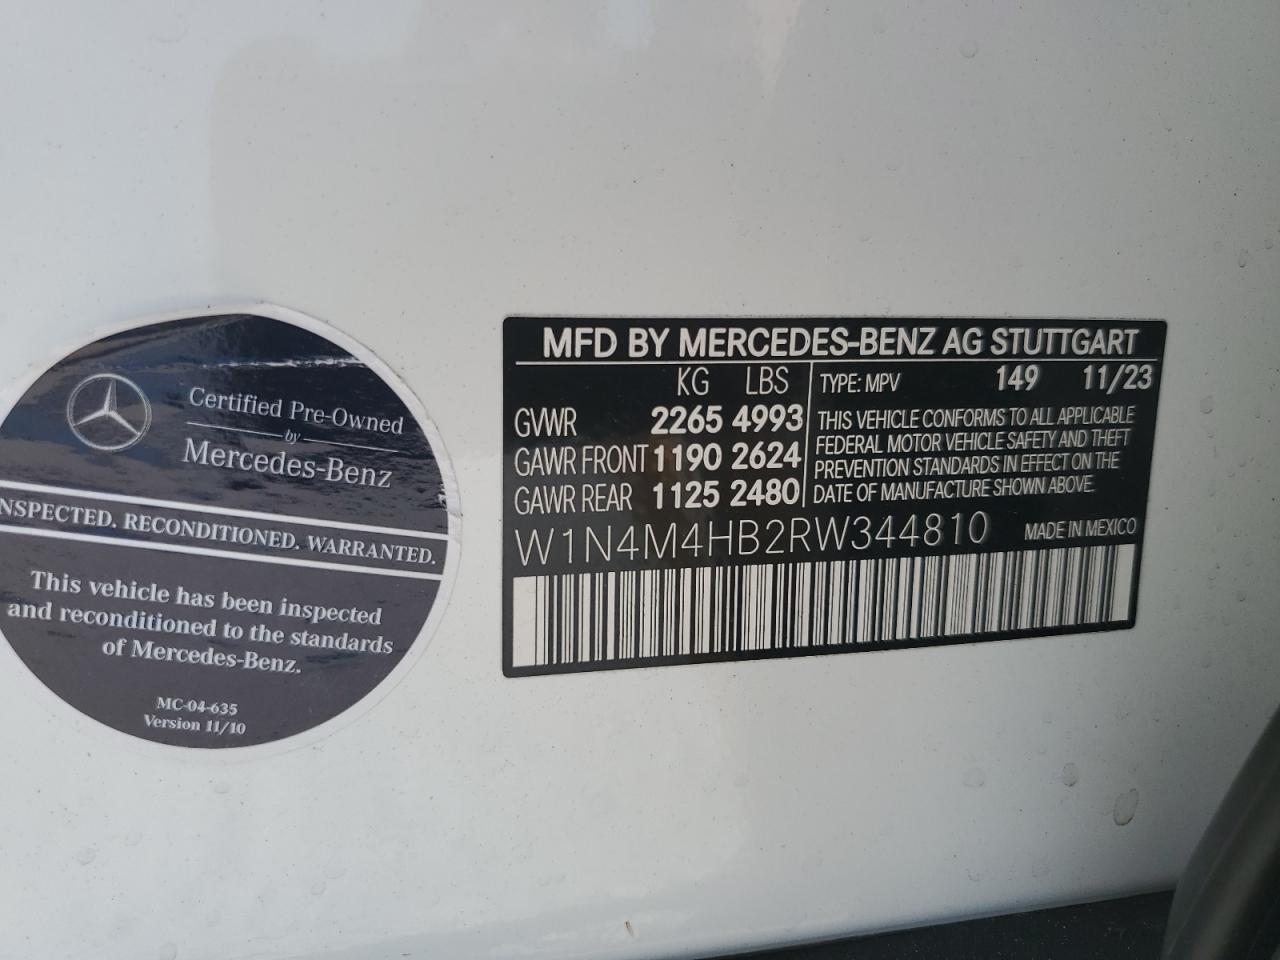 Certified Pre-Owned
by
Mercedes-Benz
NSPECTED. RECONDITIONED. WARRANTED.
This vehicle has been inspected
and reconditioned to the standards
of Mercedes-Benz.
MC-04-635
Version 11/10
MFD BY MERCEDES-BENZ AG STUTTGART
KG LBS
GVWR 2265 4993
GAWR FRONT 1190 2624
GAWR REAR 1125 2480
TYPE: MPV 149 11/23
THIS VEHICLE CONFORMS TO ALL APPLICABLE
FEDERAL MOTOR VEHICLE SAFETY AND THEFT
PREVENTION STANDARDS IN EFFECT ON THE
DATE OF MANUFACTURE SHOWN ABOVE.
W1N4M4HB2RW344810 MADE IN MEXICO